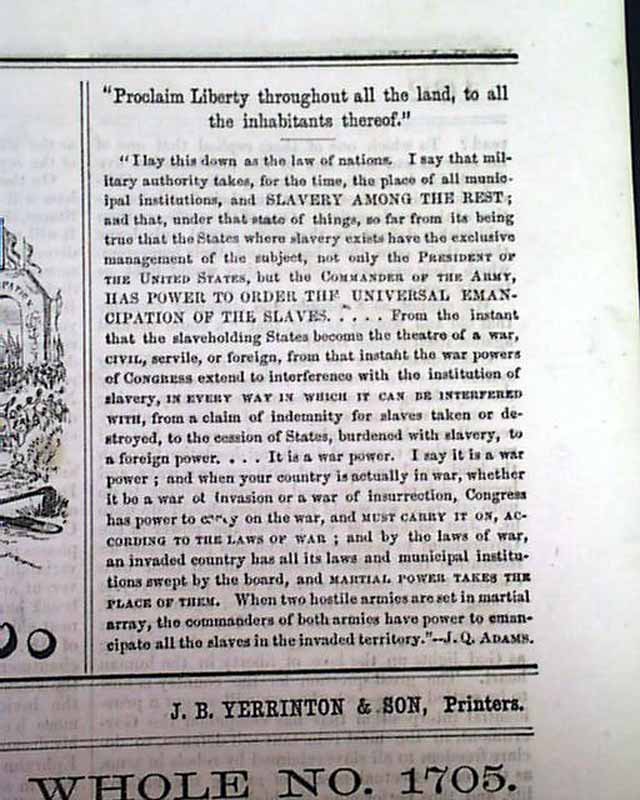 "Proclaim Liberty throughout all the land, to all
the inhabitants thereof."
"I lay this down as the law of nations. I say that mil-
itary authority takes, for the time, the place of all munic-
ipal institutions, and SLAVERY AMONG THE REST;
and that, under that state of things, so far from its being
true that the States where slavery exists have the exclusive
management of the subject, not only the PRESIDENT OF
THE UNITED STATES, but the COMMANDER OF THE ARMY,
HAS POWER TO ORDER THE UNIVERSAL EMAN-
CIPATION OF THE SLAVES. . . . . From the instant
that the slaveholding States become the theatre of a war,
CIVIL, servile, or foreign, from that instant the war powers
of CONGRESS extend to interference with the institution of
slavery, IN EVERY WAY IN WHICH IT CAN BE INTERFERED
WITH, from a claim of indemnity for slaves taken or de-
stroyed, to the cession of States, burdened with slavery, to
a foreign power. . . . It is a war power. I say it is a war
power; and when your country is actually in war, whether
it be a war of invasion or a war of insurrection, Congress
has power to carry on the war, and MUST CARRY IT ON, AC-
CORDING TO THE LAWS OF WAR; and by the laws of war,
an invaded country has all its laws and municipal institu-
tions swept by the board, and MARTIAL POWER TAKES THE
PLACE OF THEM. When two hostile armies are set in martial
array, the commanders of both armies have power to eman-
cipate all the slaves in the invaded territory."--J. Q. ADAMS.
J. B. YERRINTON & SON, Printers.
WHOLE NO. 1705.